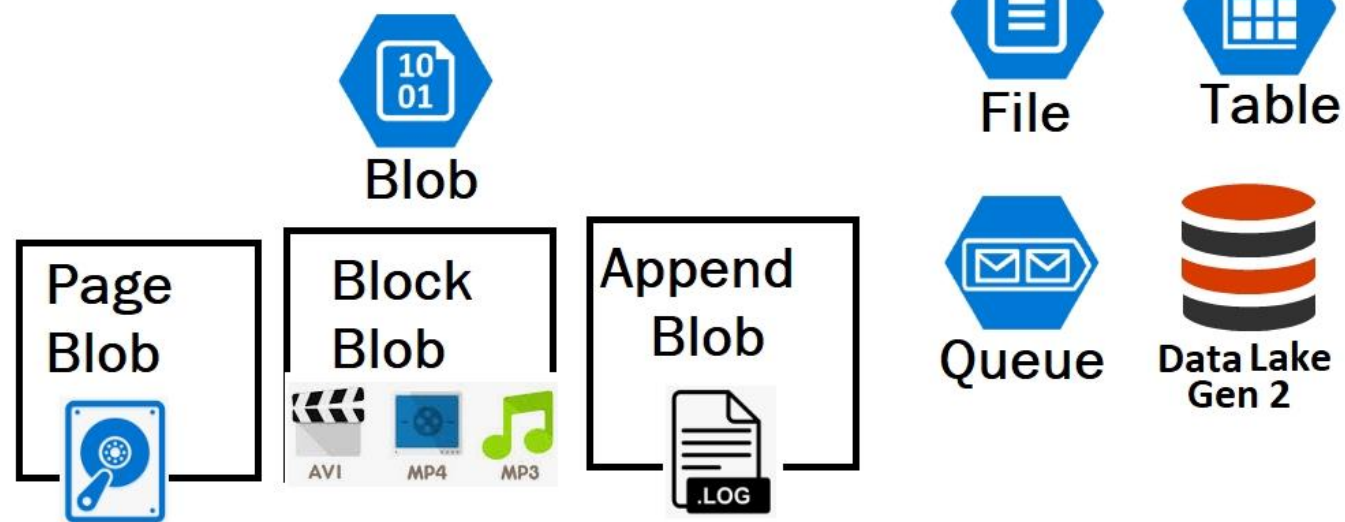 10
01
Blob
Page
Blob
Block
Blob
AVI
MP4
MP3
Append
Blob
.LOG
File
Table
Queue
Data Lake
Gen 2